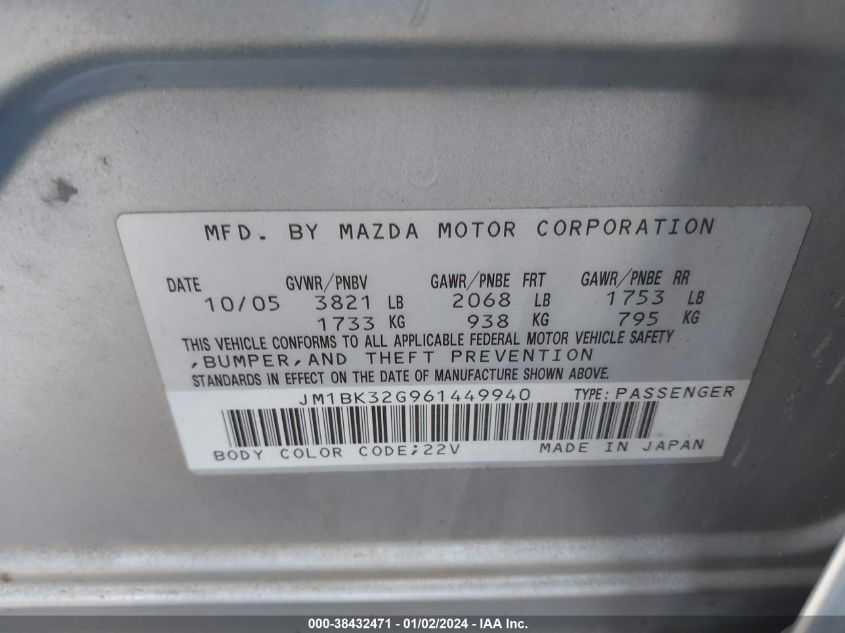 MFD. BY MAZDA MOTOR CORPORATION
DATE GVWR/PNBV GAWR/PNBE FRT GAWR/PNBE RR
10/05 3821 LB 2068 LB 1753 LB
1733 KG 938 KG 795 KG
THIS VEHICLE CONFORMS TO ALL APPLICABLE FEDERAL MOTOR VEHICLE SAFETY
,BUMPER,AND THEFT PREVENTION
STANDARDS IN EFFECT ON THE DATE OF MANUFACTURE SHOWN ABOVE.
JM1BK32G961449940 TYPE:PASSENGER
BODY COLOR CODE;22V MADE IN JAPAN
000-38432471 - 01/02/2024 - IAA Inc.